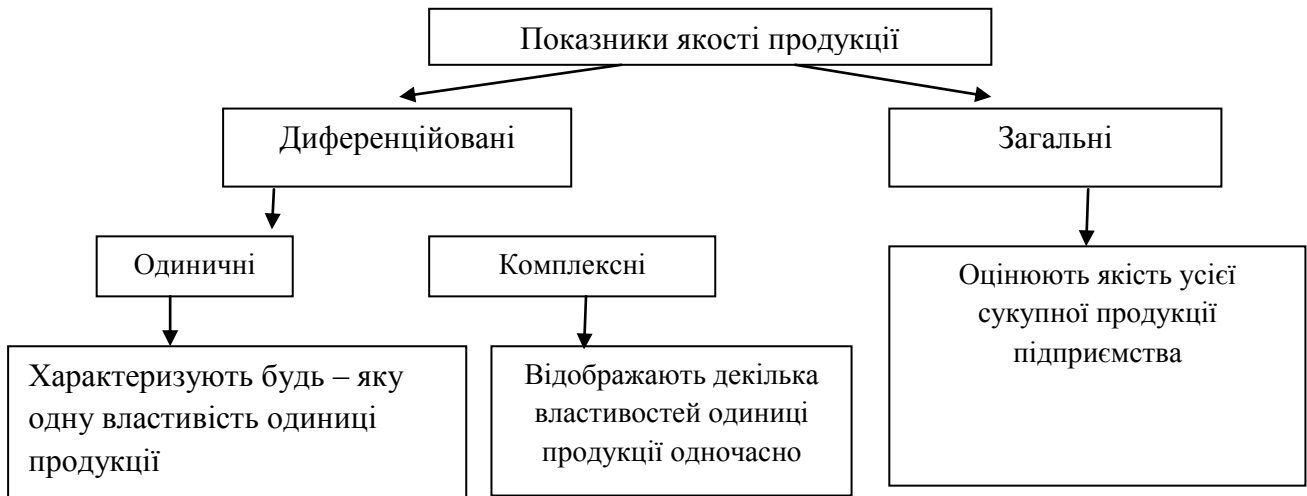 Показники якості продукції
Диференційовані
Загальні
Одиничні
Комплексні
Характеризують будь – яку
одну властивість одиниці
продукції
Відображають декілька
властивостей одиниці
продукції одночасно
Оцінюють якість усієї
сукупної продукції
підприємства